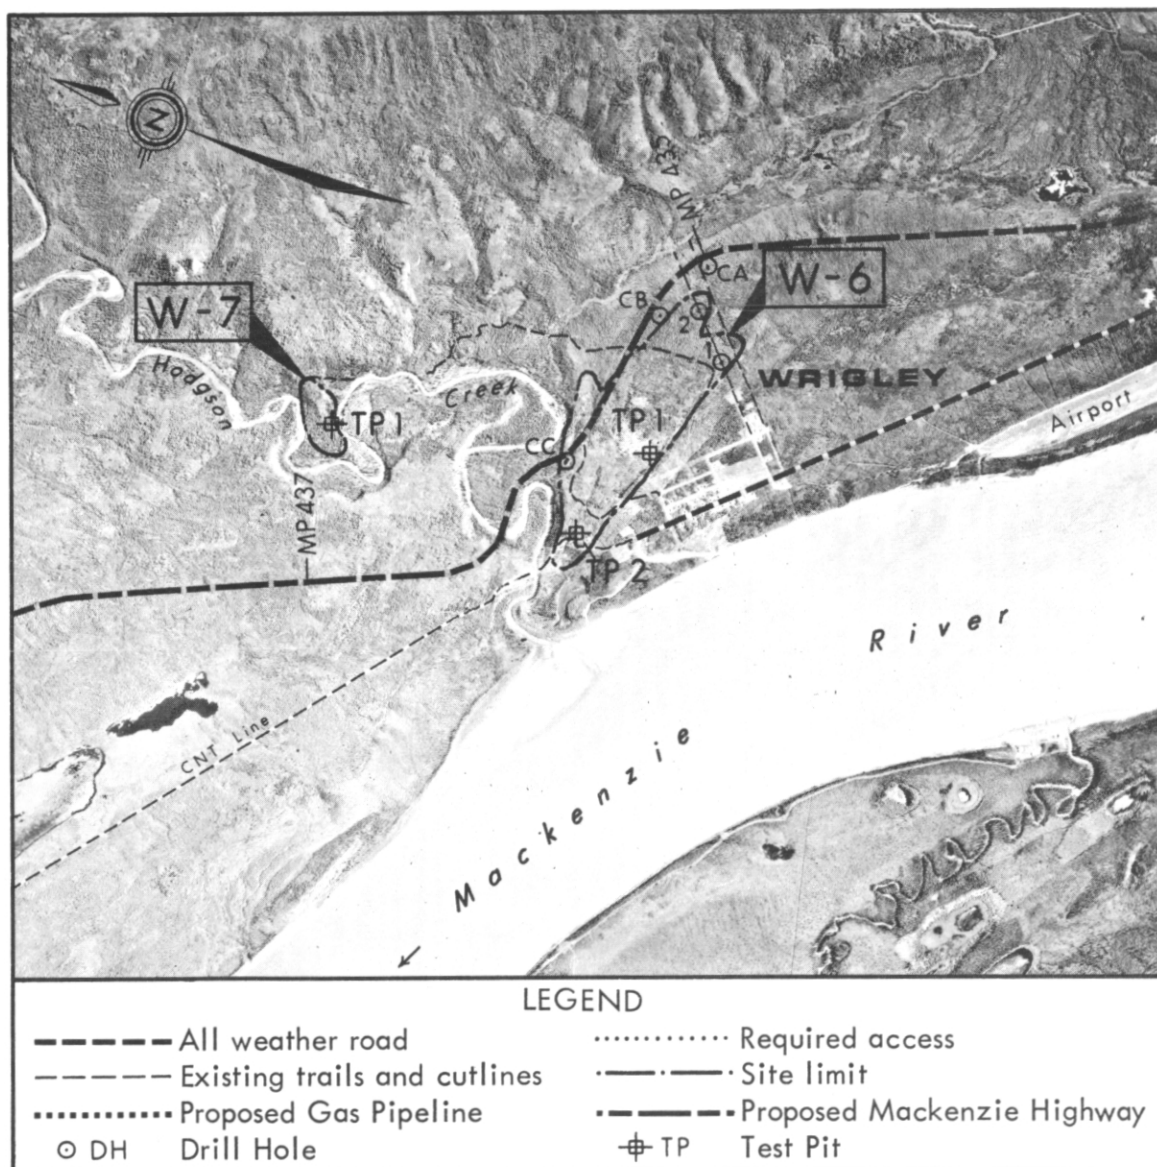 N
MP 435
CA
W-6
CB
2
W-7
Hodgson
Creek
WRIGLEY
TP 1
TP 1
Airport
CC
MP 437
TP 2
River
CNT Line
Mackenzie
LEGEND
All weather road
Required access
Existing trails and cutlines
Site limit
Proposed Gas Pipeline
Proposed Mackenzie Highway
DH Drill Hole
TP Test Pit